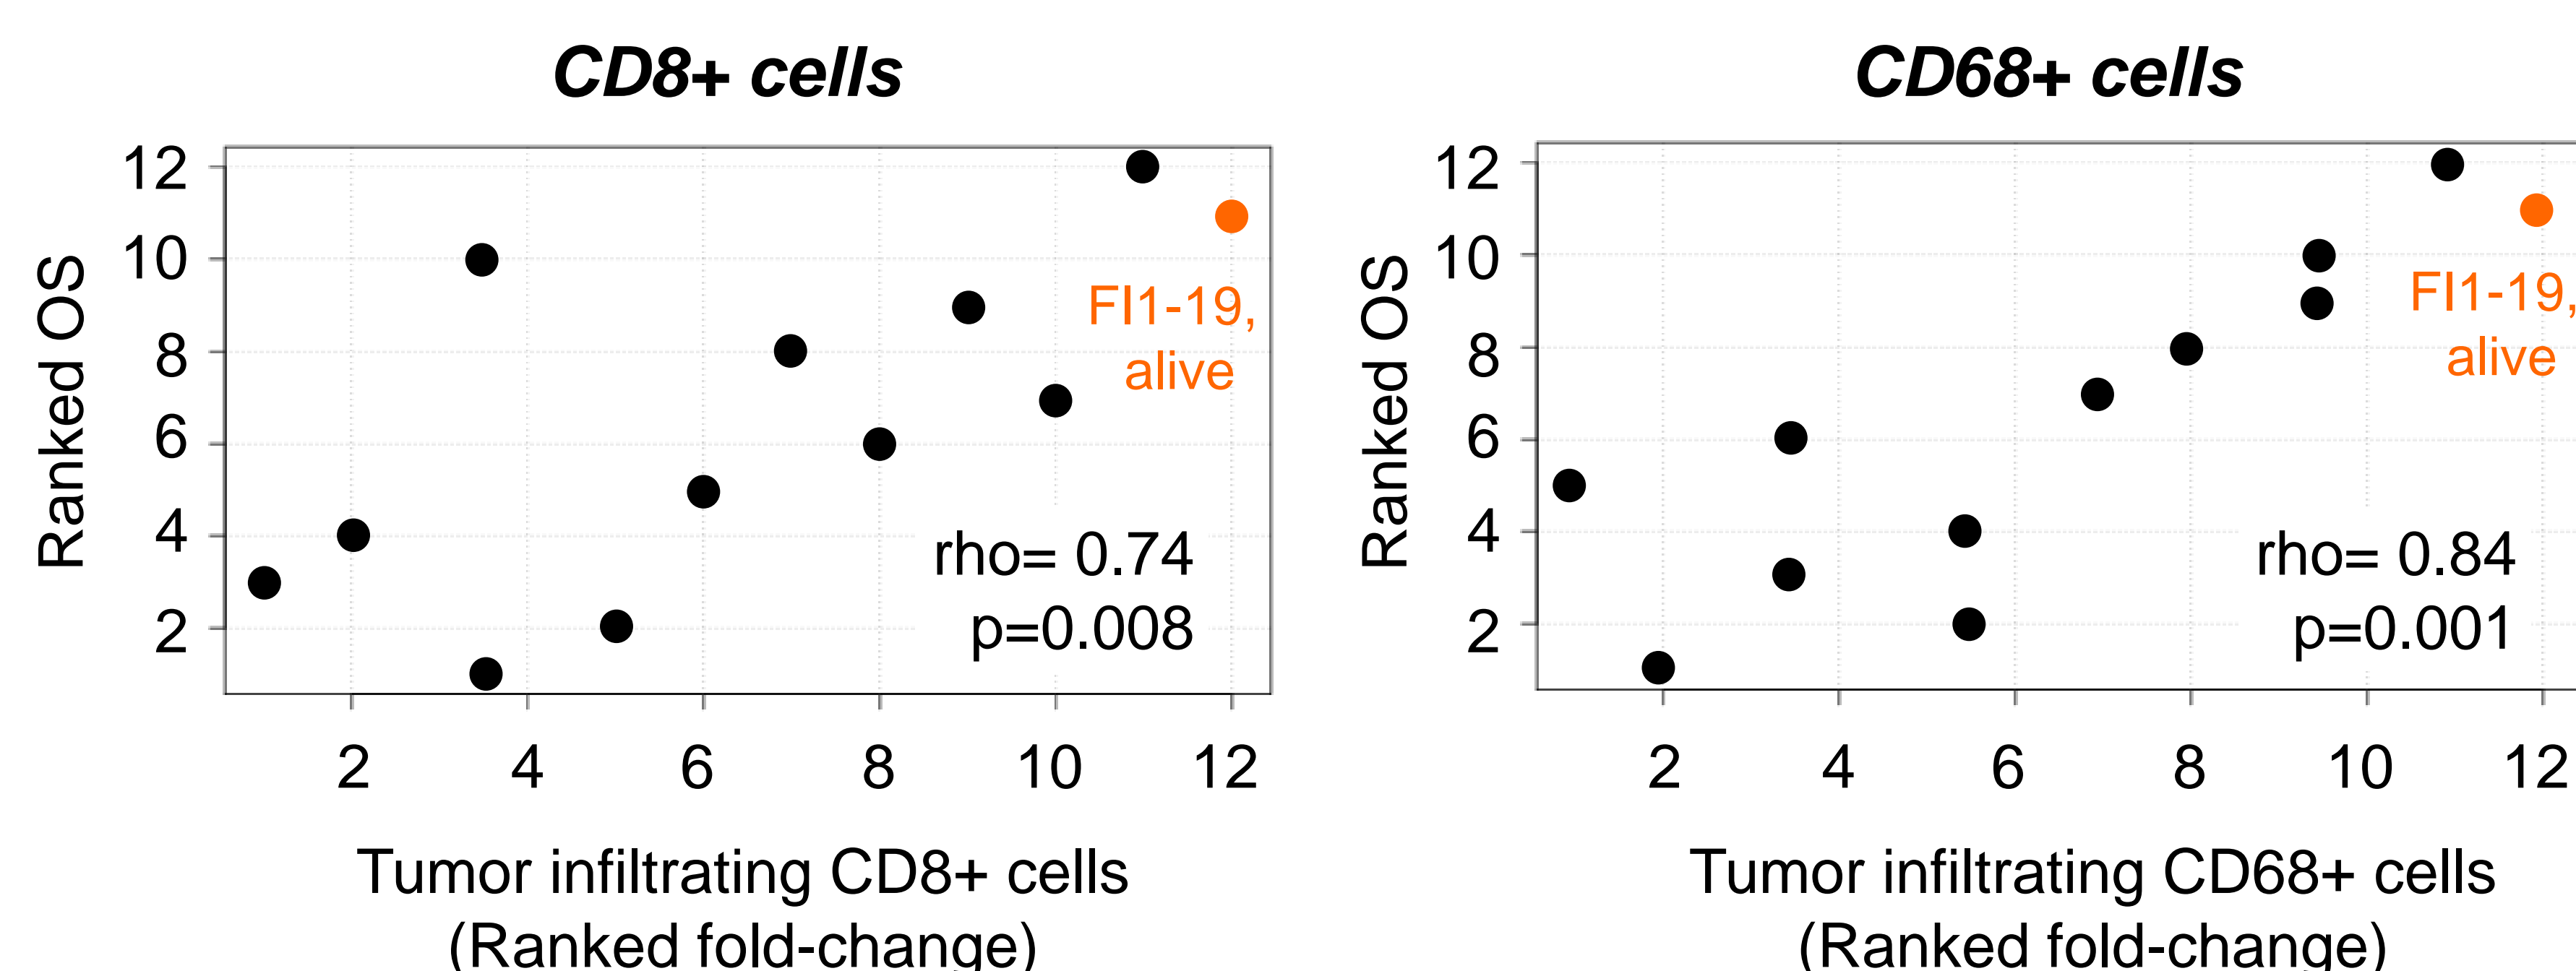 CD8+ cells
12
10
8
6
4
2
Ranked OS
FI1-19,
alive
rho= 0.74
p=0.008
2 4 6 8 10 12
Tumor infiltrating CD8+ cells
(Ranked fold-change)
CD68+ cells
12
10
8
6
4
2
Ranked OS
FI1-19,
alive
rho= 0.84
p=0.001
2 4 6 8 10 12
Tumor infiltrating CD68+ cells
(Ranked fold-change)